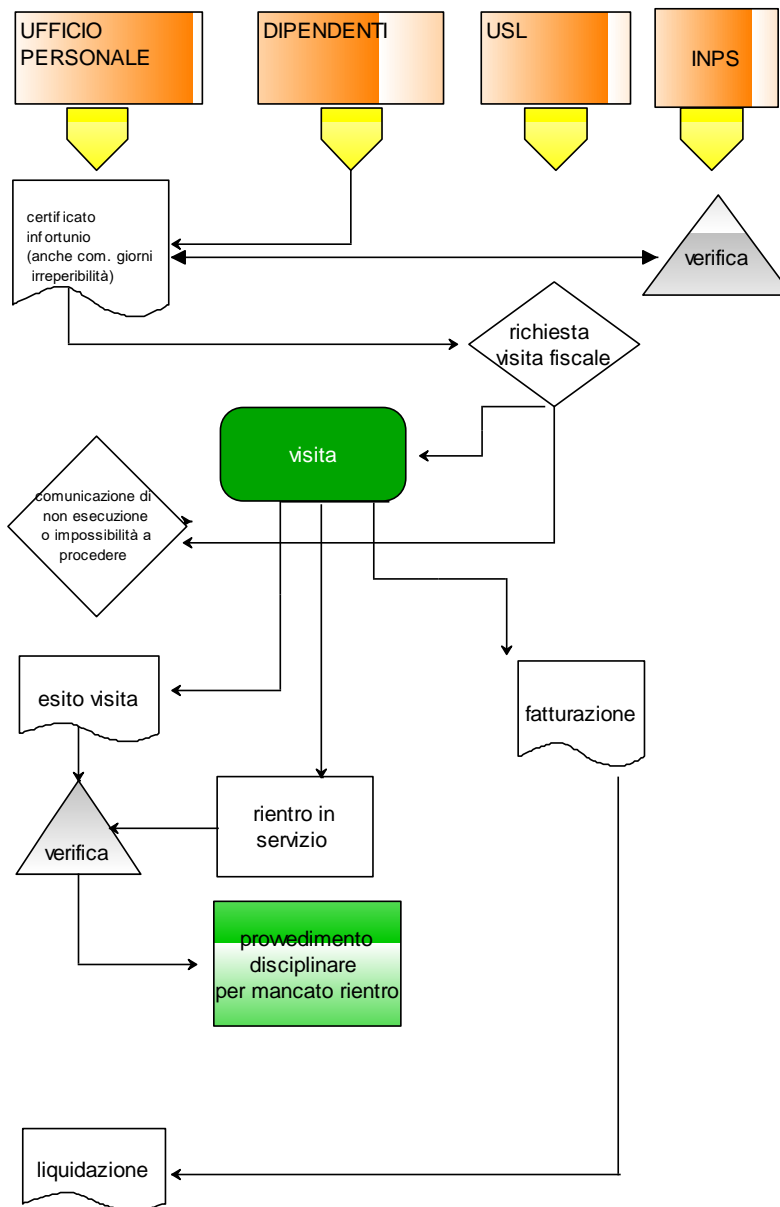 UFFICIO
PERSONALE
DIPENDENTI
USL
INPS
certificato
infortunio
(anche com. giorni
irreperibilità)
verifica
richiesta
visita fiscale
visita
comunicazione di
non esecuzione
o impossibilità a
procedere
esito visita
fatturazione
rientro in
servizio
verifica
provvedimento
disciplinare
per mancato rientro
liquidazione